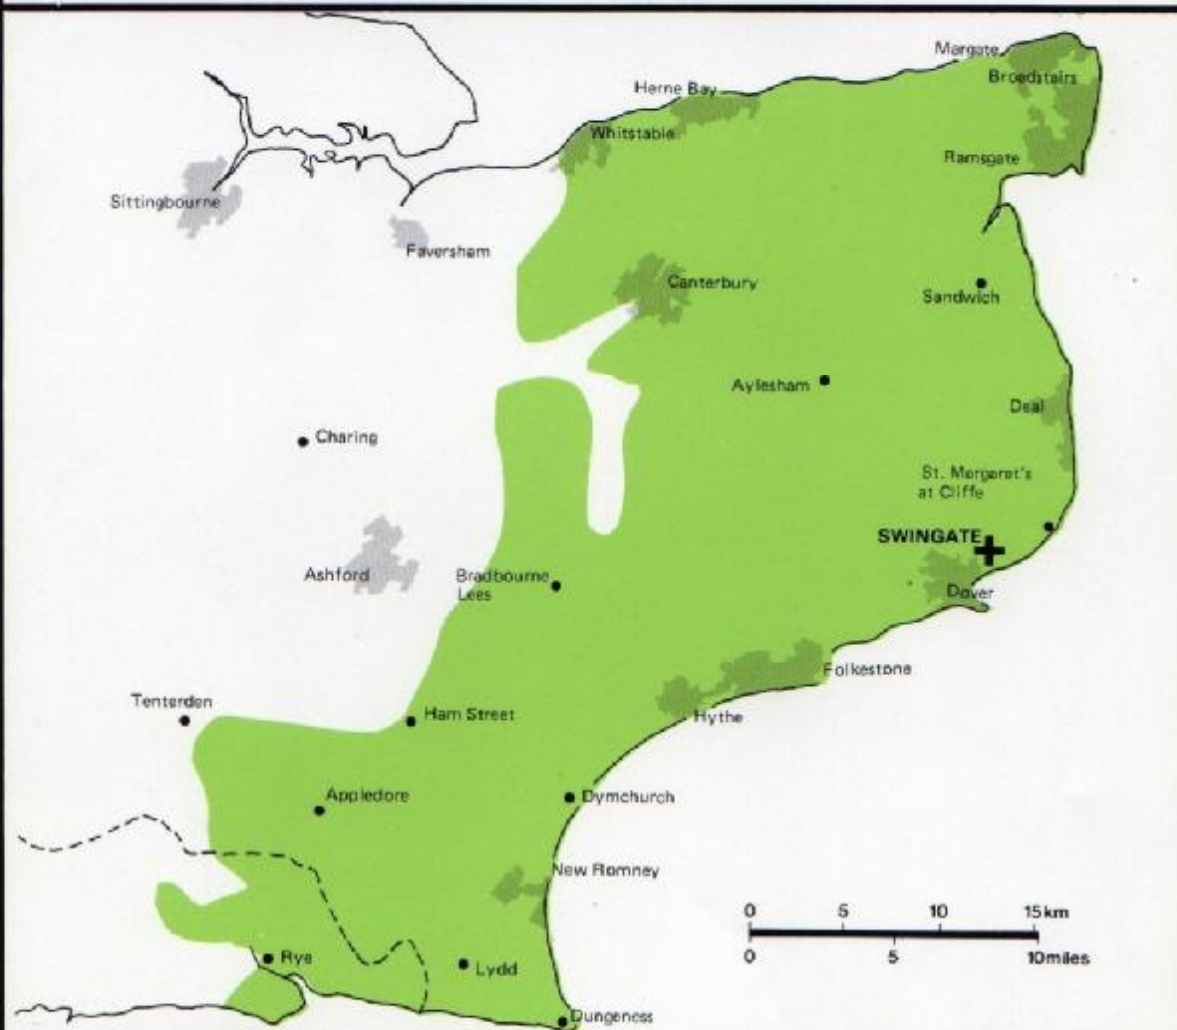 Margate
Broadstairs
Herne Bay
Whitstable
Ramsgate
Sittingbourne
Faversham
Canterbury
Sandwich
Aylesham
Deal
Charing
St. Margaret's
at Cliffe
SWINGATE
Ashford
Bradbourne
Lees
Dover
Folkestone
Tenterden
Ham Street
Hythe
Appledore
Dymchurch
New Romney
0 5 10 15km
0 5 10miles
Rye
Lydd
Dungeness